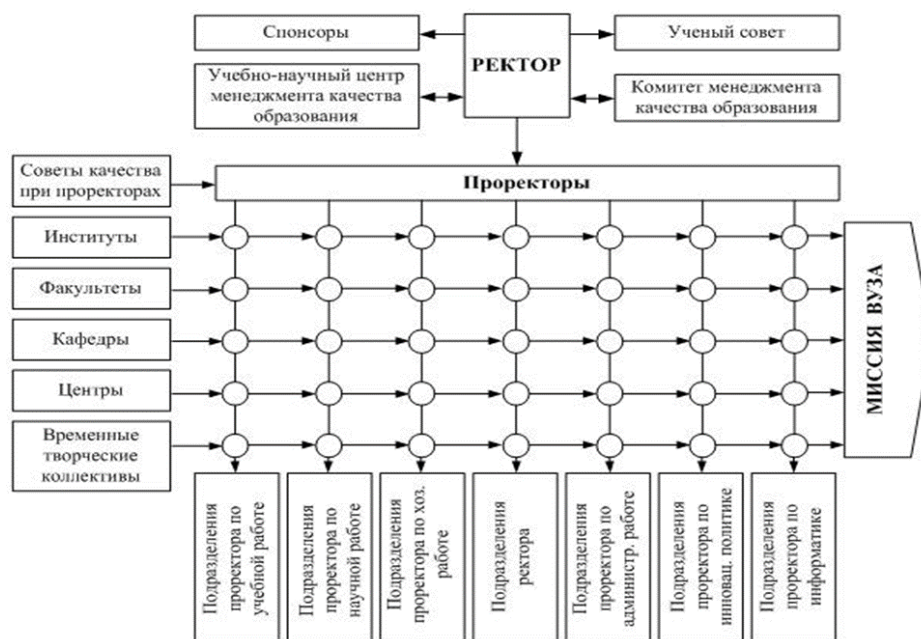 Спонсоры
РЕКТОР
Ученый совет
Учебно-научный центр
менеджмента качества
образования
Комитет менеджмента
качества образования
Советы качества
при проректорах
Проректоры
Институты
Факультеты
Кафедры
Центры
Временные
творческие
коллективы
МИССИЯ ВУЗА
Подразделения
проректора по
учебной работе
Подразделения
проректора по
научной работе
Подразделения
проректора по хоз.
работе
Подразделения
ректора
Подразделения
проректора по
администр. работе
Подразделения
проректора по
инновац. политике
Подразделения
проректора по
информатике